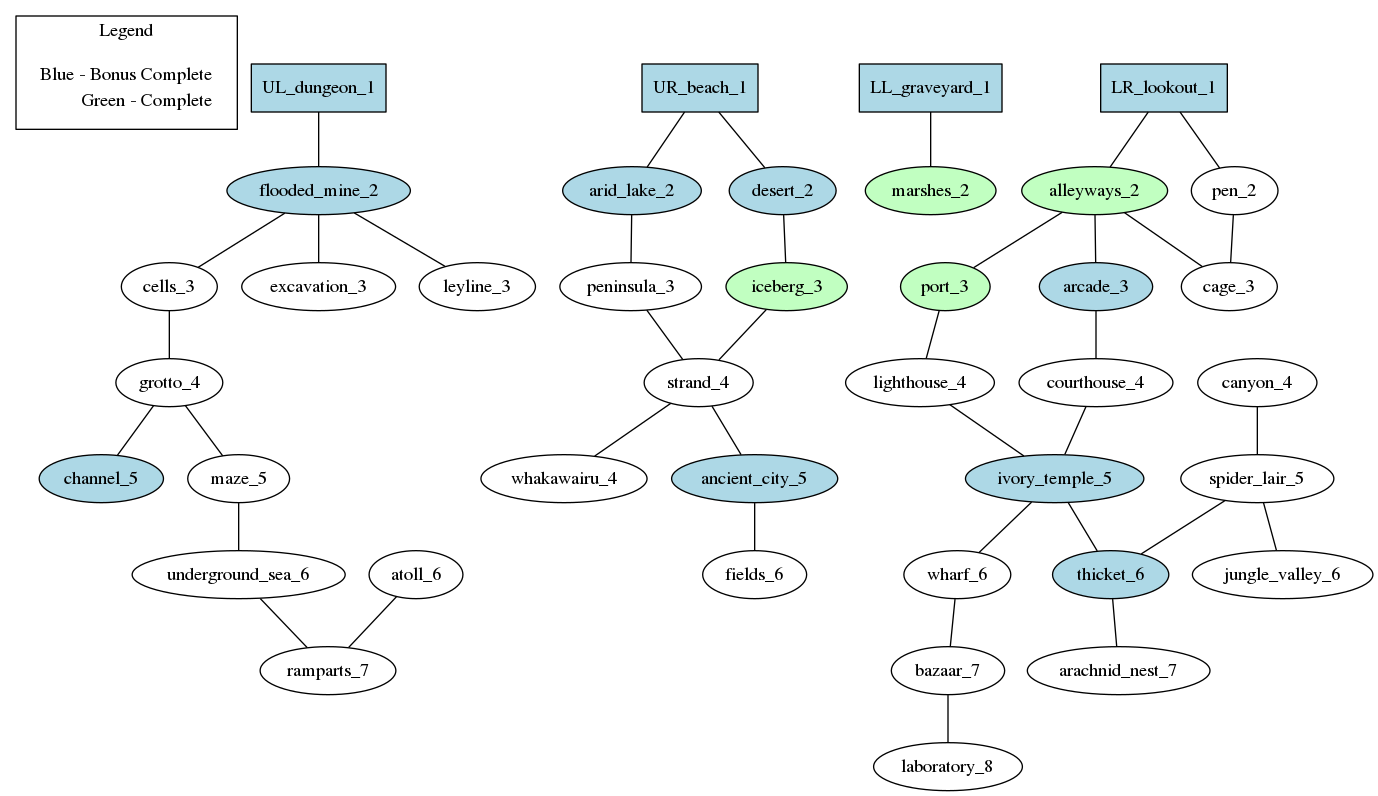 Legend
Blue - Bonus Complete
Green - Complete
UL_dungeon_1
UR_beach_1
LL_graveyard_1
LR_lookout_1
flooded_mine_2
arid_lake_2
desert_2
marshes_2
alleyways_2
pen_2
cells_3
excavation_3
leyline_3
peninsula_3
iceberg_3
port_3
arcade_3
cage_3
grotto_4
strand_4
lighthouse_4
courthouse_4
canyon_4
channel_5
maze_5
whakawairu_4
ancient_city_5
ivory_temple_5
spider_lair_5
underground_sea_6
atoll_6
fields_6
wharf_6
thicket_6
jungle_valley_6
ramparts_7
bazaar_7
arachnid_nest_7
laboratory_8